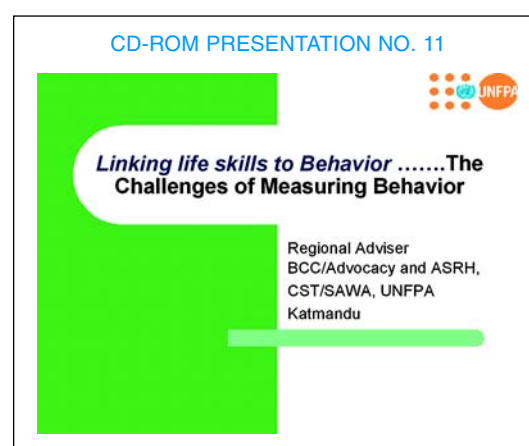 CD-ROM PRESENTATION NO. 11
UNFPA
Linking life skills to Behavior .......The
Challenges of Measuring Behavior
Regional Adviser
BCC/Advocacy and ASRH,
CST/SAWA, UNFPA
Katmandu